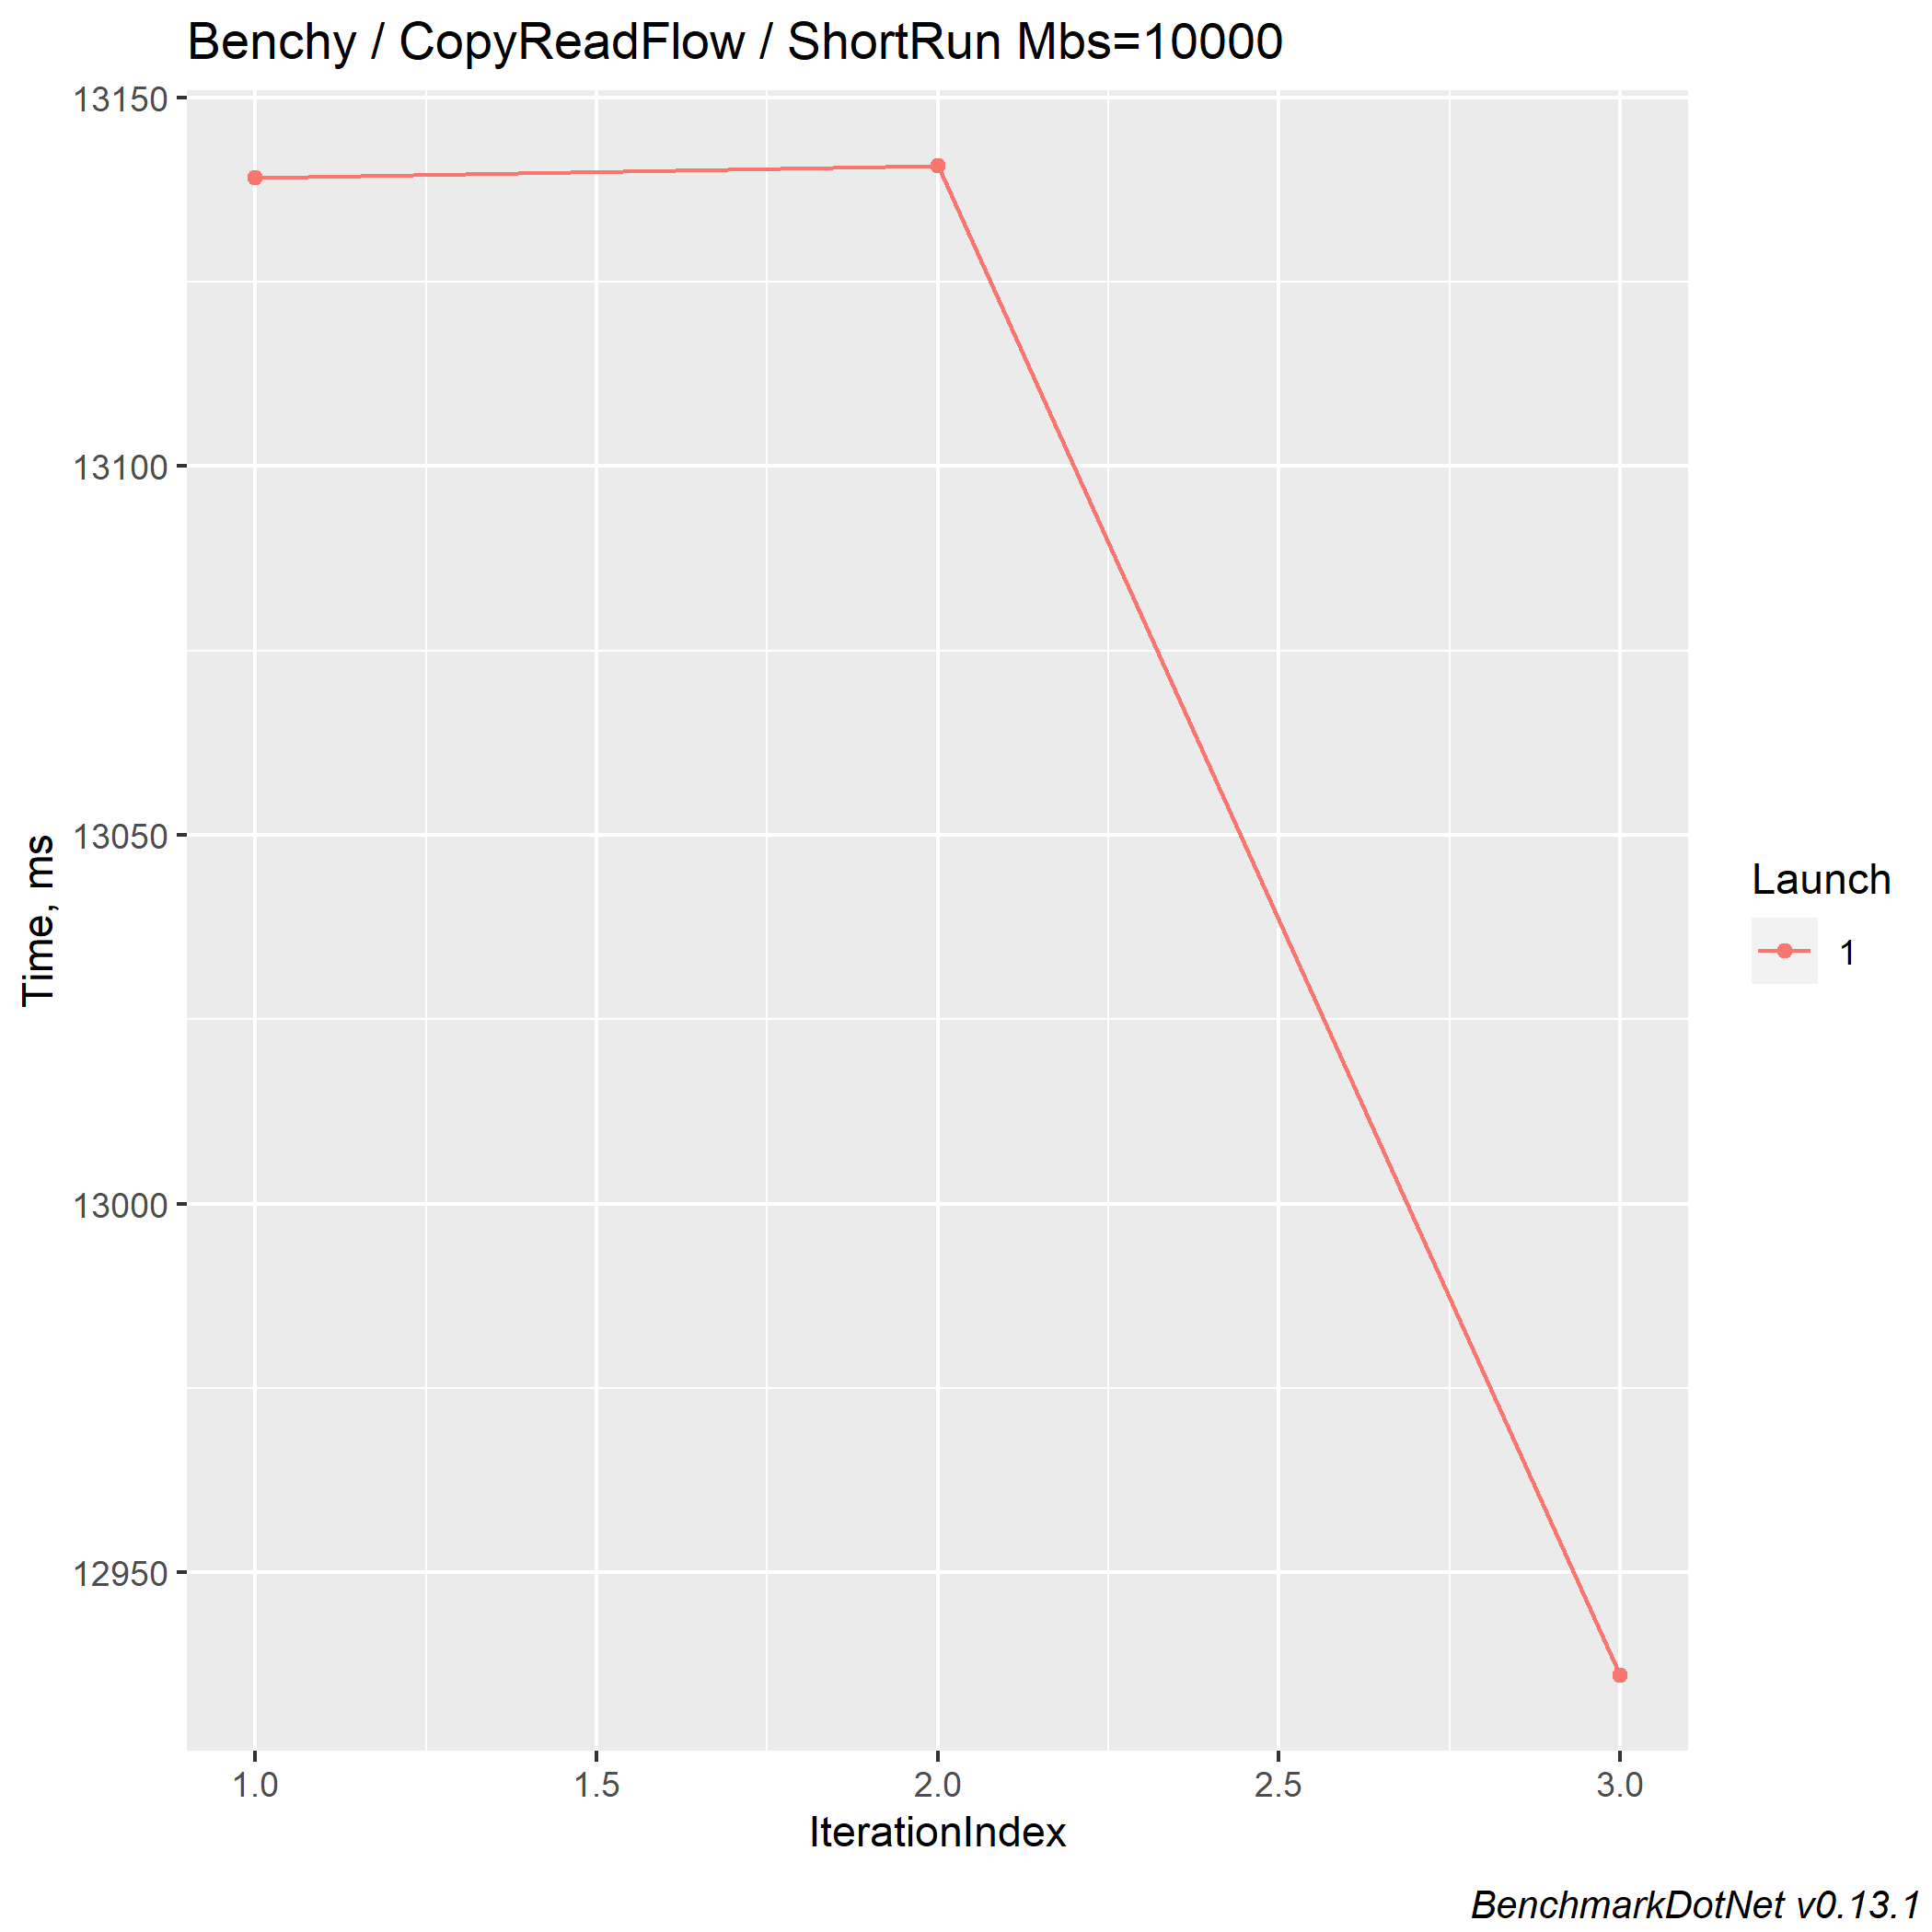 Benchy / CopyReadFlow / ShortRun Mbs=10000
13150
13100
13050
13000
12950
Time, ms
1.0 1.5 2.0 2.5 3.0
IterationIndex
Launch
1
BenchmarkDotNet v0.13.1